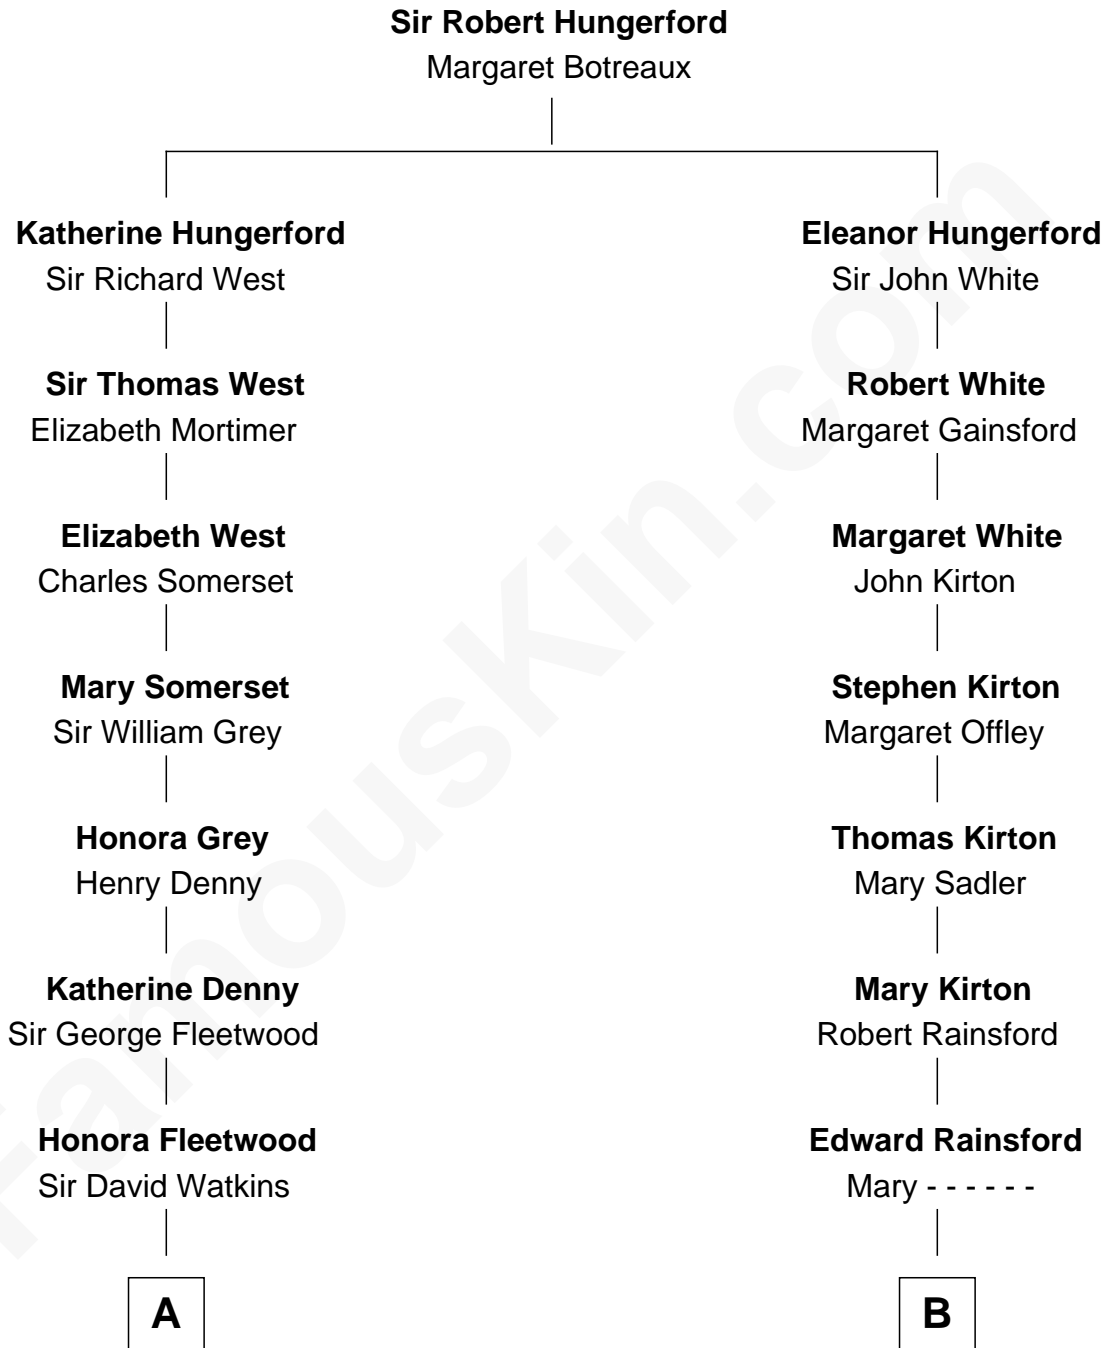 Sir Robert Hungerford
Margaret Botreaux
Katherine Hungerford
Sir Richard West
Eleanor Hungerford
Sir John White
Sir Thomas West
Elizabeth Mortimer
Robert White
Margaret Gainsford
Elizabeth West
Charles Somerset
Margaret White
John Kirton
Mary Somerset
Sir William Grey
Stephen Kirton
Margaret Offley
Honora Grey
Henry Denny
Thomas Kirton
Mary Sadler
Katherine Denny
Sir George Fleetwood
Mary Kirton
Robert Rainsford
Honora Fleetwood
Sir David Watkins
Edward Rainsford
Mary - - - - - -
A
B
FamousKin.com